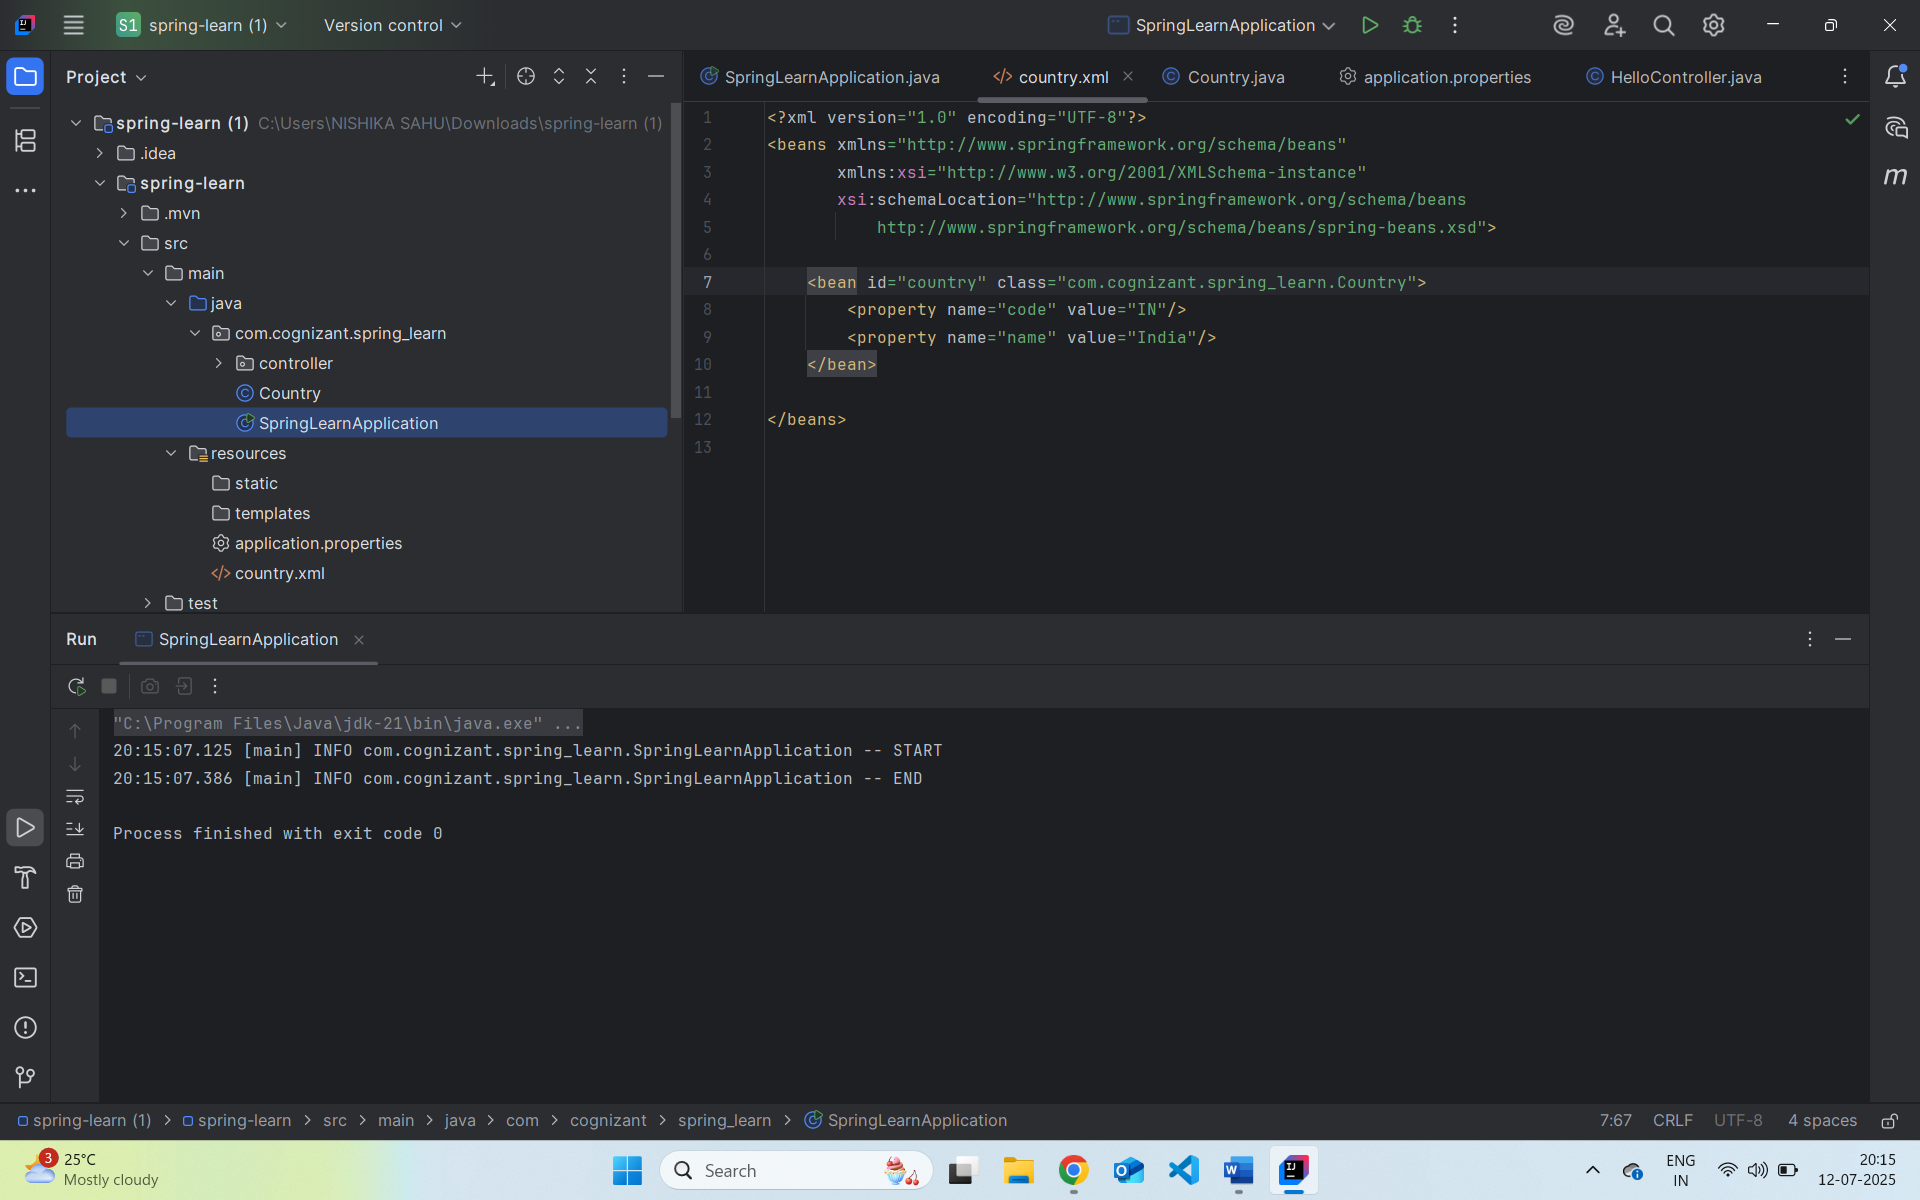 S1 spring-learn (1) Version control SpringLearnApplication
Project
spring-learn (1) C:\Users\NISHIKA SAHU\Downloads\spring-learn (1)
.idea
spring-learn
.mvn
src
main
java
com.cognizant.spring_learn
controller
Country
SpringLearnApplication
resources
static
templates
application.properties
country.xml
test
SpringLearnApplication.java country.xml Country.java application.properties HelloController.java
1 <?xml version="1.0" encoding="UTF-8"?>
2 <beans xmlns="http://www.springframework.org/schema/beans"
3 xmlns:xsi="http://www.w3.org/2001/XMLSchema-instance"
4 xsi:schemaLocation="http://www.springframework.org/schema/beans
5 http://www.springframework.org/schema/beans/spring-beans.xsd">
6
7 <bean id="country" class="com.cognizant.spring_learn.Country">
8 <property name="code" value="IN"/>
9 <property name="name" value="India"/>
10 </bean>
11
12 </beans>
13
m
Run SpringLearnApplication
"C:\Program Files\Java\jdk-21\bin\java.exe" ...
20:15:07.125 [main] INFO com.cognizant.spring_learn.SpringLearnApplication -- START
20:15:07.386 [main] INFO com.cognizant.spring_learn.SpringLearnApplication -- END
Process finished with exit code 0
spring-learn (1) spring-learn src main java com cognizant spring_learn SpringLearnApplication 7:67 CRLF UTF-8 4 spaces
3
25°C
Mostly cloudy
Search
ENG
IN
20:15
12-07-2025